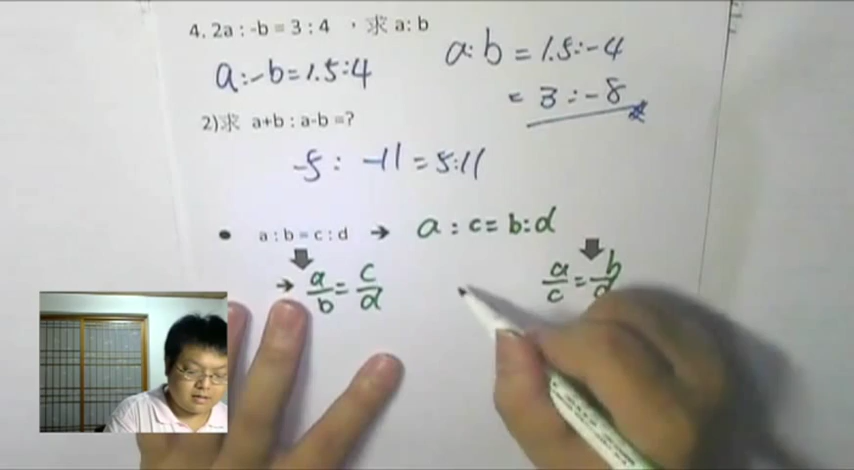 4. 2a : -b = 3 : 4 ，求 a: b
a:-b=1.5:4
a:b=1.5:-4
=3:-8
2)求 a+b : a-b =?
-5: -11=5:11
● a : b = c : d → a:c=b:d
→ a/b=c/d
a/c=b/d